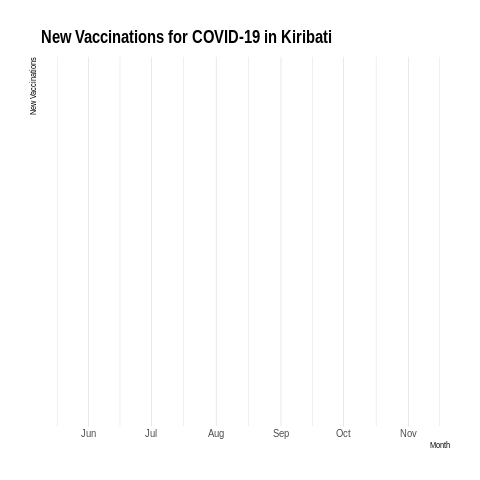 New Vaccinations for COVID-19 in Kiribati
New Vaccinations
Jun Jul Aug Sep Oct Nov
Month